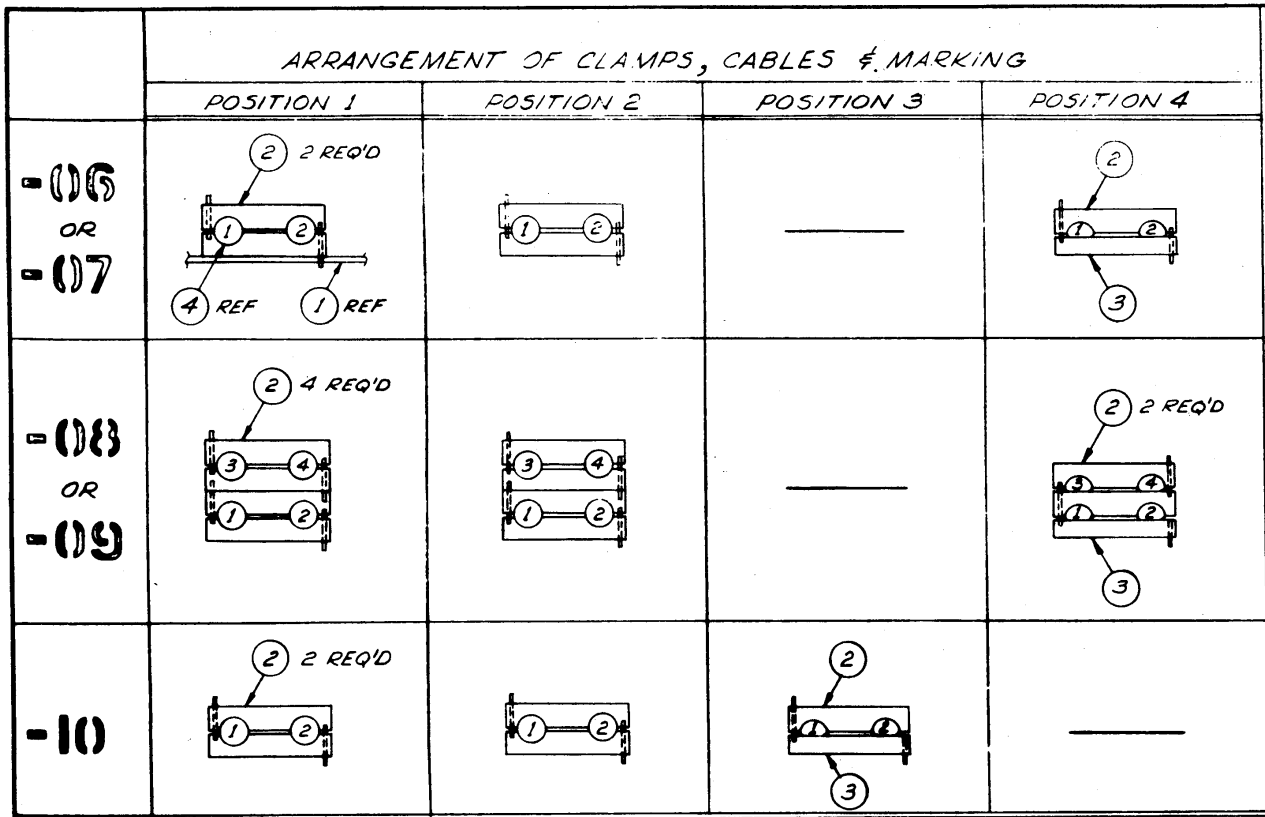 ARRANGEMENT OF CLAMPS, CABLES & MARKING
POSITION 1 POSITION 2 POSITION 3 POSITION 4
-06
OR
-07
2 2 REQ'D
1 2
4 REF 1 REF
1 2
2
1 2
3
-08
OR
-09
2 4 REQ'D
3 4
1 2
3 4
1 2
2 2 REQ'D
3 4
1 2
3
-10
2 2 REQ'D
1 2
1 2
2
1 2
3